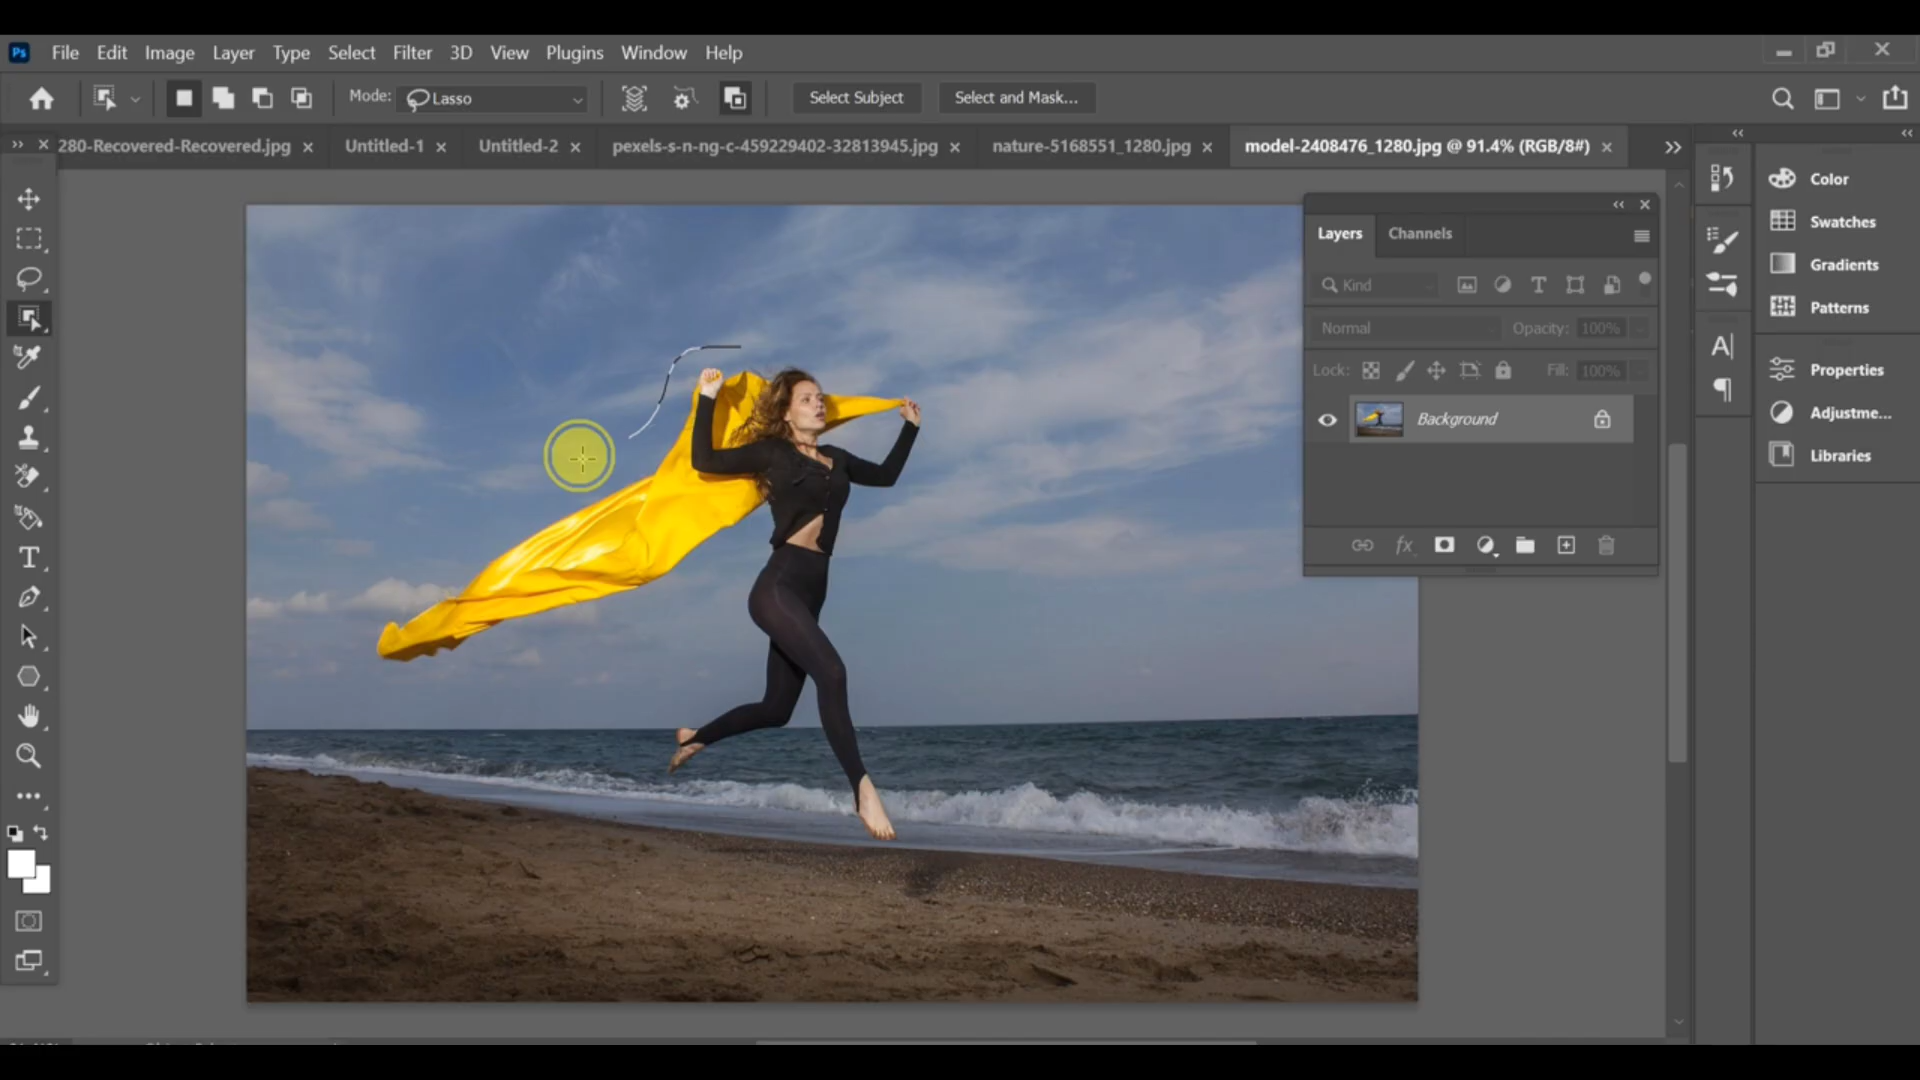 Ps File Edit Image Layer Type Select Filter 3D View Plugins Window Help
Mode: Lasso Select Subject Select and Mask...
280-Recovered-Recovered.jpg Untitled-1 Untitled-2 pexels-s-n-ng-c-459229402-32813945.jpg nature-5168551_1280.jpg model-2408476_1280.jpg @ 91.4% (RGB/8#)
Layers Channels
Kind
Normal Opacity: 100%
Lock: Fill: 100%
Background
fx
Color
Swatches
Gradients
Patterns
Properties
Adjustme...
Libraries